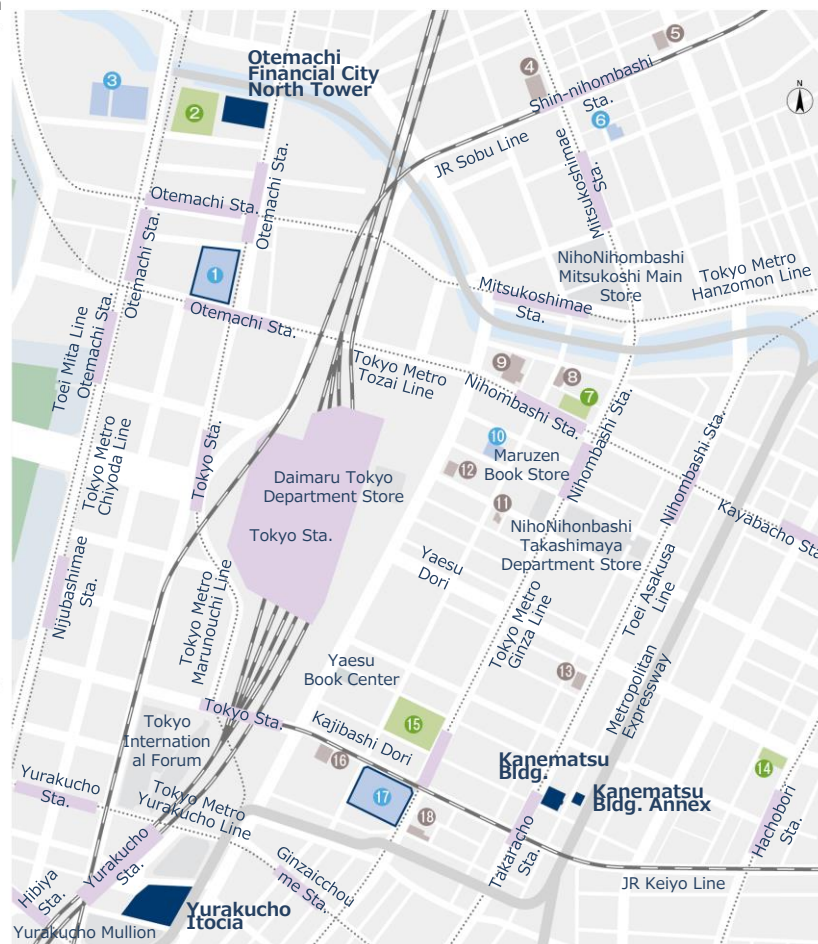 Otemachi
Financial City
North Tower
3
2
4
5
Shin-nihombashi
Sta.
6
JR Sobu Line
Mitsukoshimae
Sta.
Otemachi Sta.
Otemachi Sta.
Otemachi Sta.
1
NihoNihombashi
Mitsukoshi Main
Store
Tokyo Metro
Hanzomon Line
Mitsukoshimae
Sta.
Otemachi Sta.
Toei Mita Line
Otemachi Sta.
Tokyo Metro
Tozai Line
9
8
7
Nihombashi Sta.
Nihombashi Sta.
Nihombashi Sta.
10
Maruzen
Book Store
12
11
Tokyo Metro
Chiyoda Line
Tokyo Sta.
Daimaru Tokyo
Department Store
Tokyo Sta.
Kayabacho Sta.
NihoNihonbashi
Takashimaya
Department Store
Yaesu
Dori
Toei Asakusa
Line
Nijubashimae
Sta.
Tokyo Metro
Marunouchi Line
Tokyo Metro
Ginza Line
13
Metropolitan
Expressway
Yaesu
Book Center
Tokyo Sta.
Kajibashi Dori
15
16
Tokyo
Internation
al Forum
Kanematsu
Bldg.
Kanematsu
Bldg. Annex
14
Yurakucho
Sta.
Tokyo Metro
Yurakucho Line
17
18
Takaracho
Sta.
Hachobori
Sta.
Yurakucho
Sta.
Ginzaicchou
me Sta.
JR Keiyo Line
Hibiya
Sta.
Yurakucho
Itocia
Yurakucho Mullion